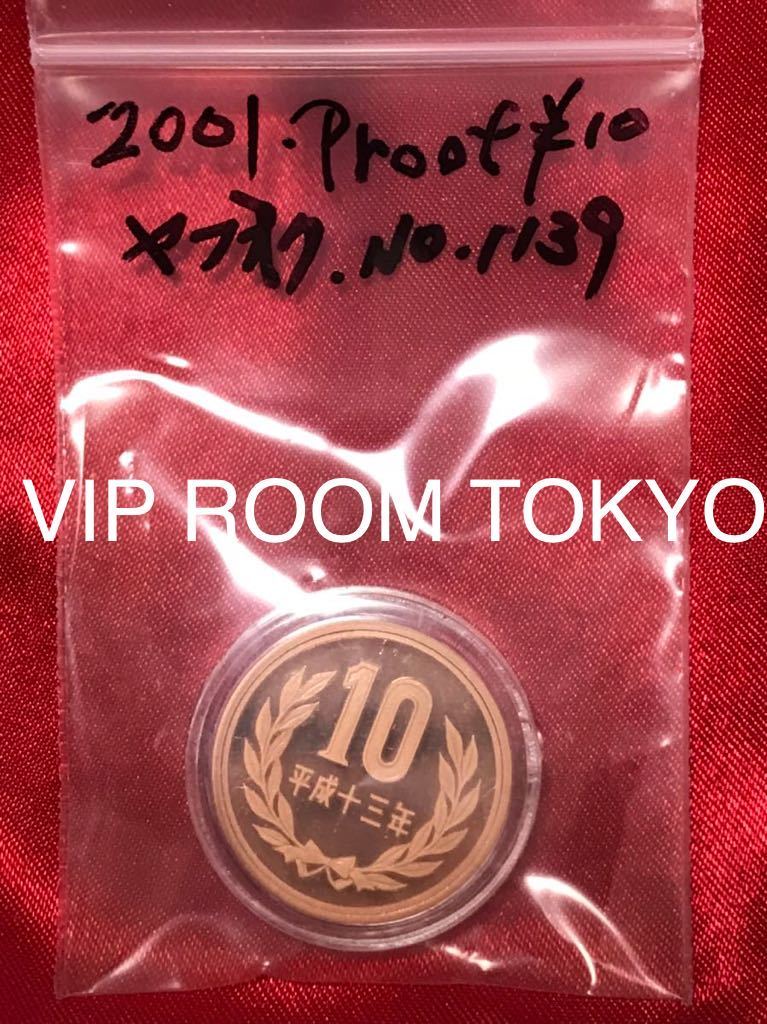 2001.Proof ¥10
ヤフオク.No.1139
VIP ROOM TOKYO
10
平成十三年